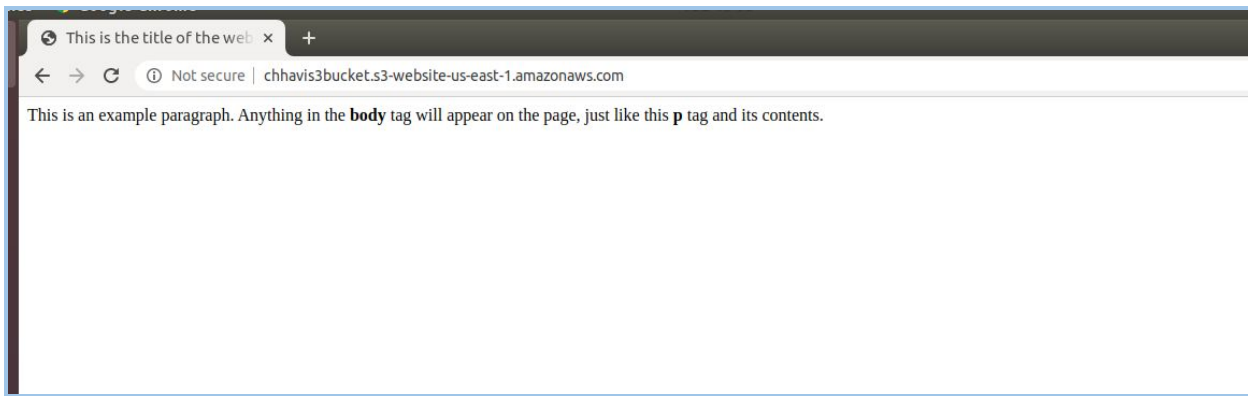 This is the title of the web
Not secure | chhavis3bucket.s3-website-us-east-1.amazonaws.com
This is an example paragraph. Anything in the body tag will appear on the page, just like this p tag and its contents.